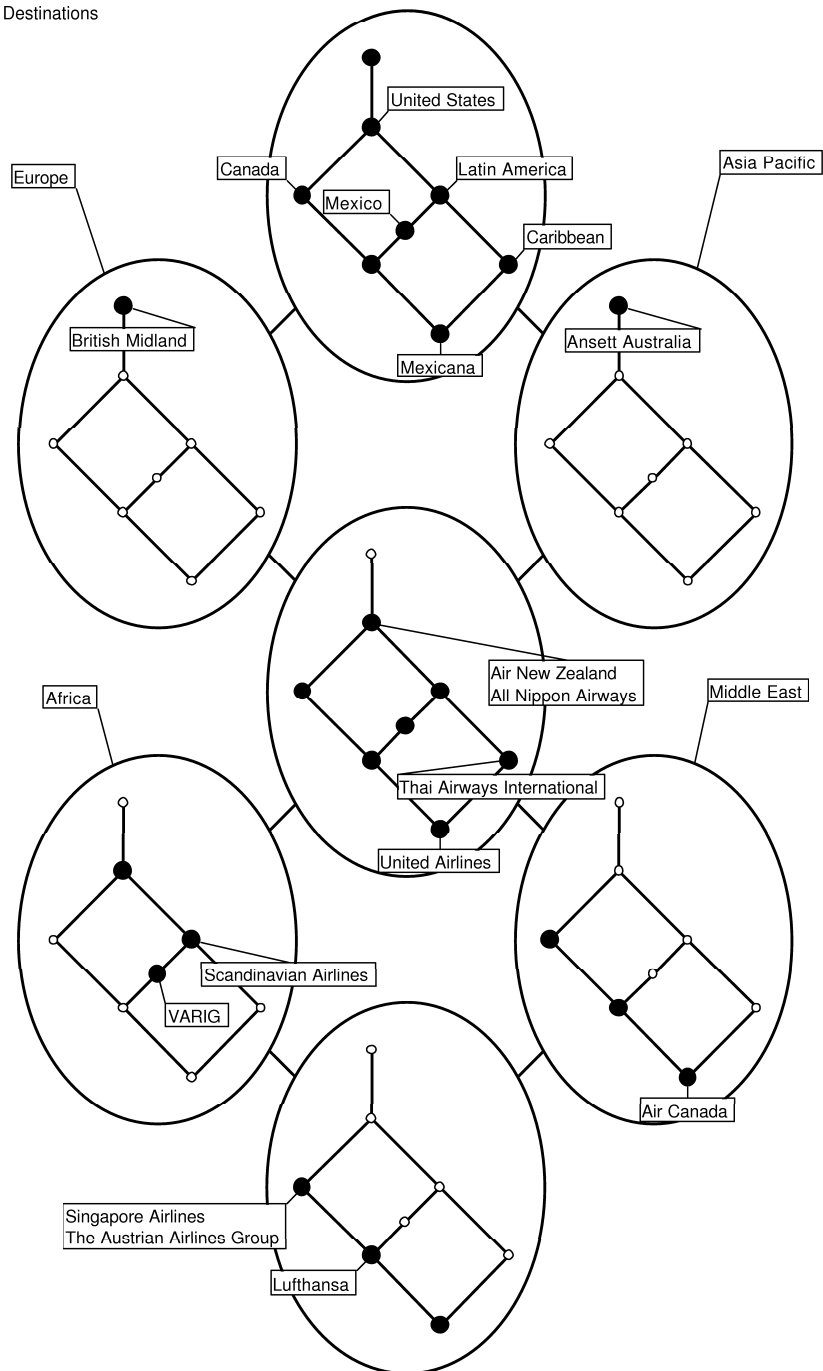 Destinations
United States
Canada
Latin America
Asia Pacific
Europe
Mexico
Caribbean
British Midland
Ansett Australia
Mexicana
Air New Zealand
All Nippon Airways
Africa
Middle East
Thai Airways International
United Airlines
Scandinavian Airlines
VARIG
Air Canada
Singapore Airlines
The Austrian Airlines Group
Lufthansa